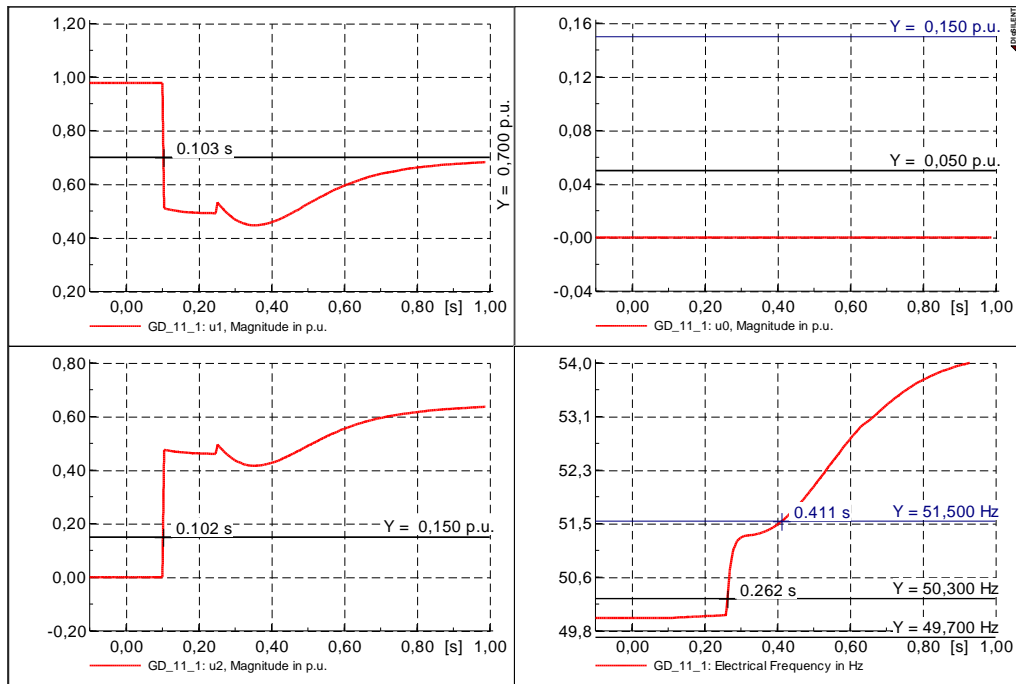 1,20
1,00
0,80
0,60
0,40
0,20
0.103 s
Y = 0,700 p.u.
0,00 0,20 0,40 0,60 0,80 [s] 1,00
GD_11_1: u1, Magnitude in p.u.
0,16
0,12
0,08
0,04
-0,00
-0,04
Y = 0,150 p.u.
Y = 0,050 p.u.
0,00 0,20 0,40 0,60 0,80 [s] 1,00
GD_11_1: u0, Magnitude in p.u.
DIgSILENT
0,80
0,60
0,40
0,20
0,00
-0,20
0.102 s
Y = 0,150 p.u.
0,00 0,20 0,40 0,60 0,80 [s] 1,00
GD_11_1: u2, Magnitude in p.u.
54,0
53,1
52,3
51,5
50,6
49,8
0.411 s
Y = 51,500 Hz
0.262 s
Y = 50,300 Hz
Y = 49,700 Hz
0,00 0,20 0,40 0,60 0,80 [s] 1,00
GD_11_1: Electrical Frequency in Hz